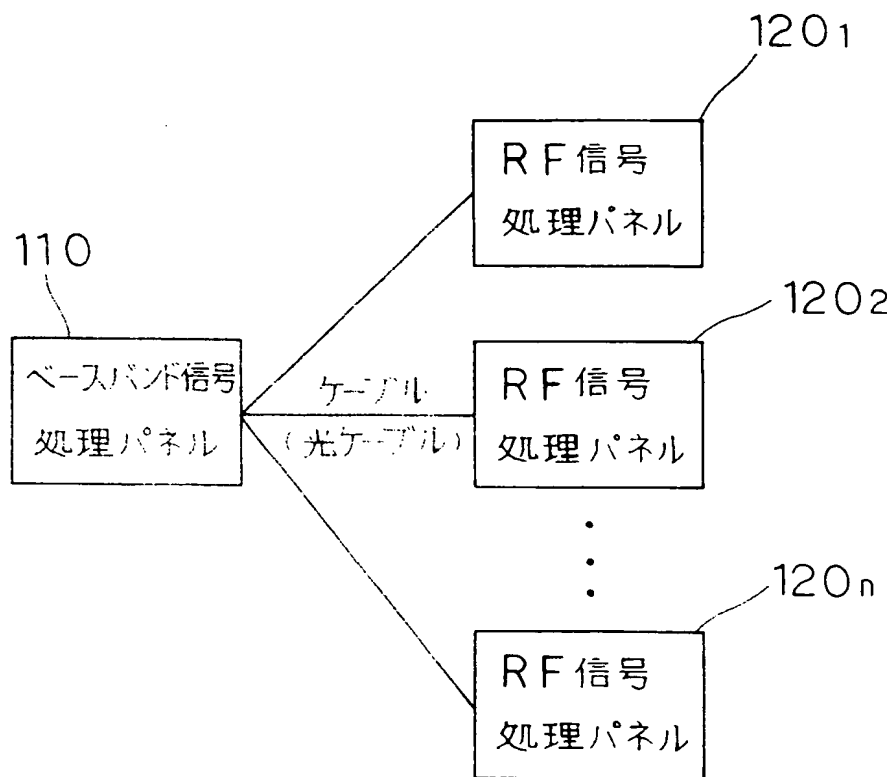 120₁
RF信号
処理パネル
110
120₂
ベースバンド信号
処理パネル
ケーブル
(光ケーブル)
RF信号
処理パネル
120n
RF信号
処理パネル